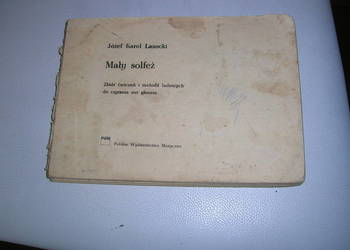 Józef Karol Lasocki
Mały solfeż
Zbiór ćwiczeń i melodii ludowych
do czytania nut głosem
PWM
Polskie Wydawnictwo Muzyczne